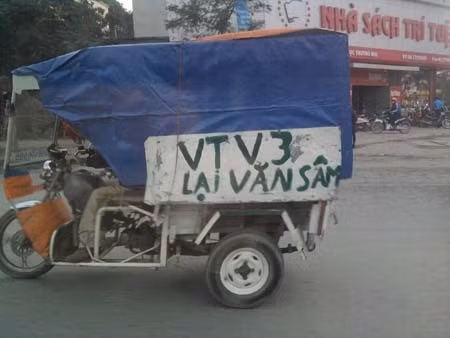 NHÀ SÁCH TRÍ TUỆ
VTV3
LẠI VĂN SÂM